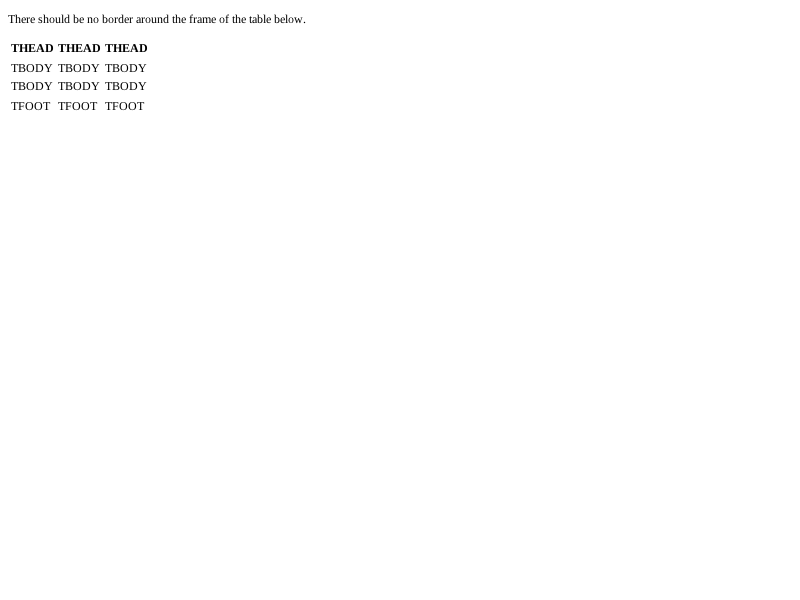 There should be no border around the frame of the table below.
THEAD THEAD THEAD
TBODY TBODY TBODY
TBODY TBODY TBODY
TFOOT TFOOT TFOOT